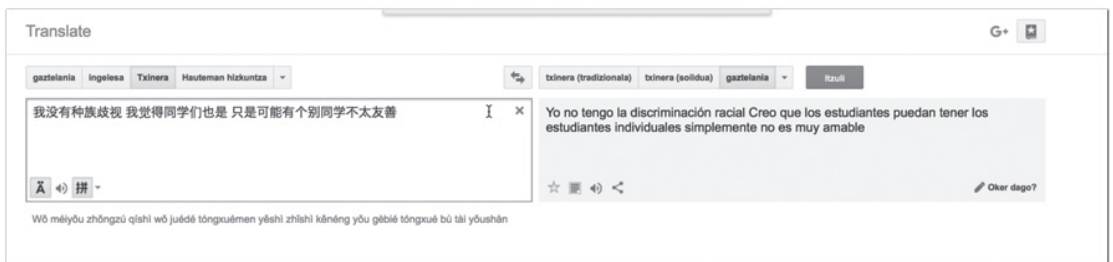 Translate
G+
gaztelania ingelesa Txinera Hauteman hizkuntza
txinera (tradizionala) txinera (soildua) gaztelania Itzuli
我没有种族歧视 我觉得同学们也是 只是可能有个别同学不太友善
×
Yo no tengo la discriminación racial Creo que los estudiantes puedan tener los
estudiantes individuales simplemente no es muy amable
Ä 拼
Oker dago?
Wǒ méiyǒu zhǒngzú qíshì wǒ juédé tóngxuémen yěshì zhǐshì kěnéng yǒu gèbié tóngxué bù tài yǒushàn